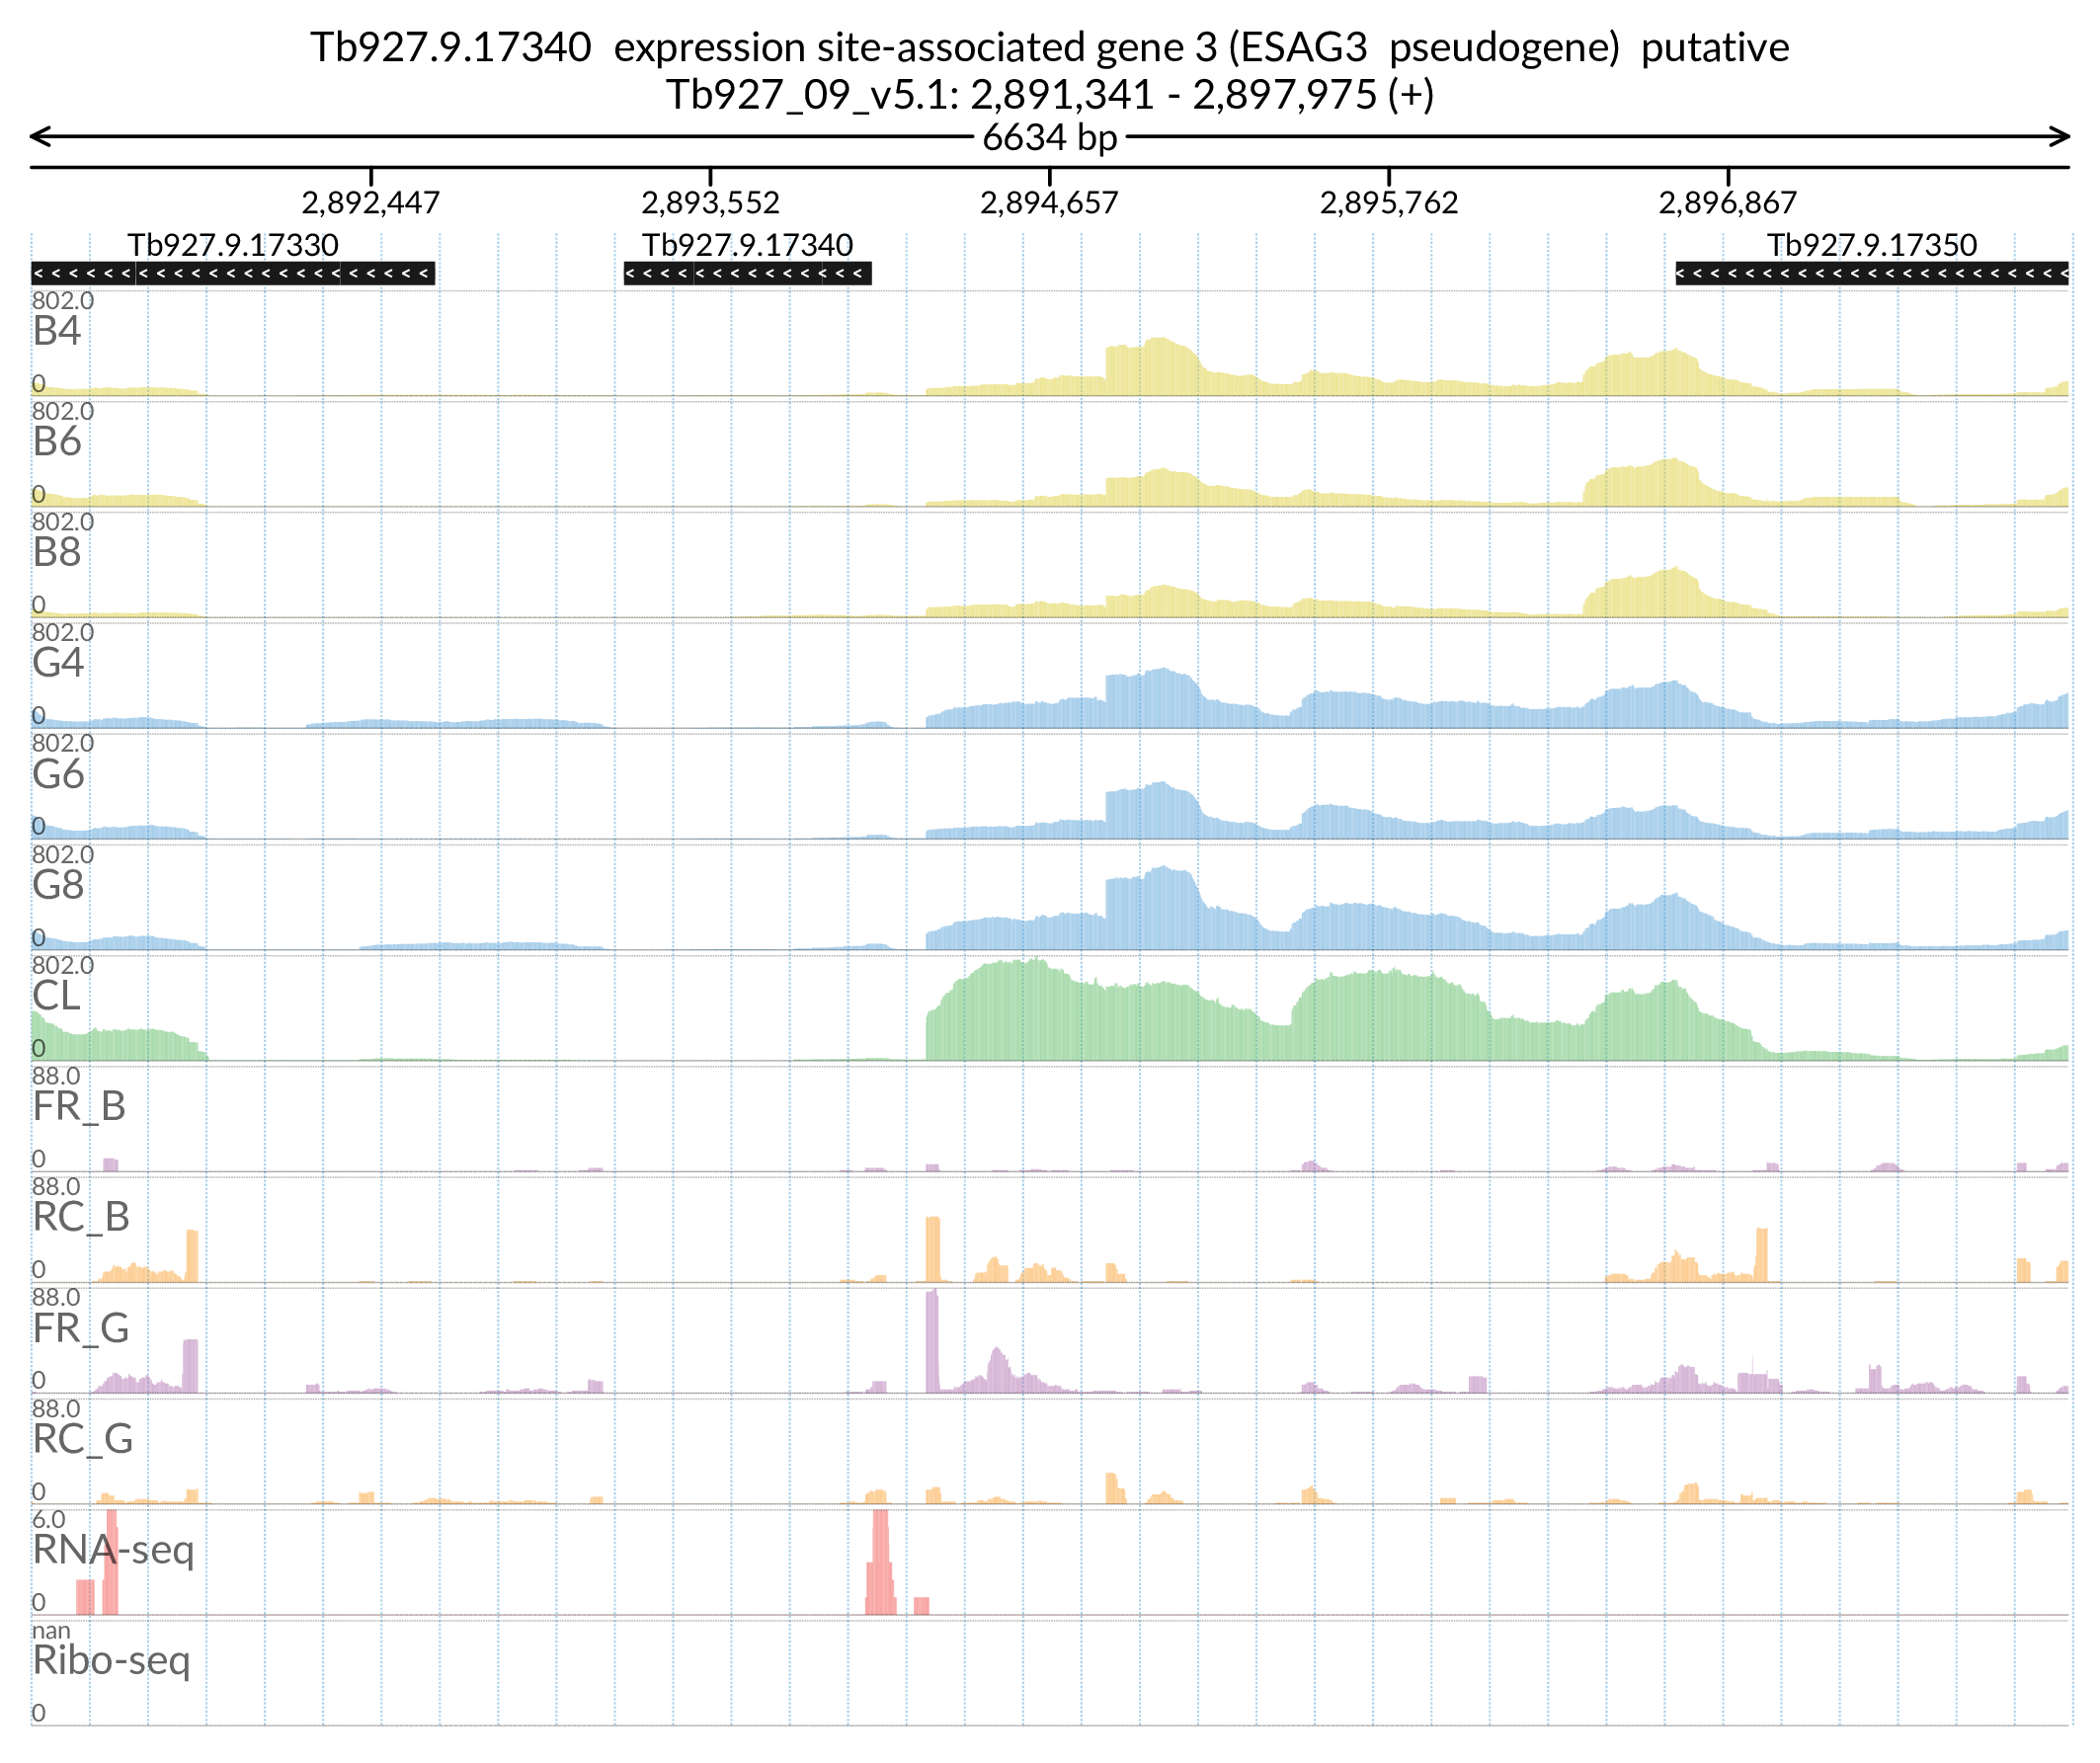 Tb927.9.17340 expression site-associated gene 3 (ESAG3 pseudogene) putative
Tb927_09_v5.1: 2,891,341 - 2,897,975 (+)
6634 bp
2,892,447 2,893,552 2,894,657 2,895,762 2,896,867
Tb927.9.17330 Tb927.9.17340 Tb927.9.17350
802.0
B4
0
802.0
B6
0
802.0
B8
0
802.0
G4
0
802.0
G6
0
802.0
G8
0
802.0
CL
0
88.0
FR_B
0
88.0
RC_B
0
88.0
FR_G
0
88.0
RC_G
0
6.0
RNA-seq
0
nan
Ribo-seq
0